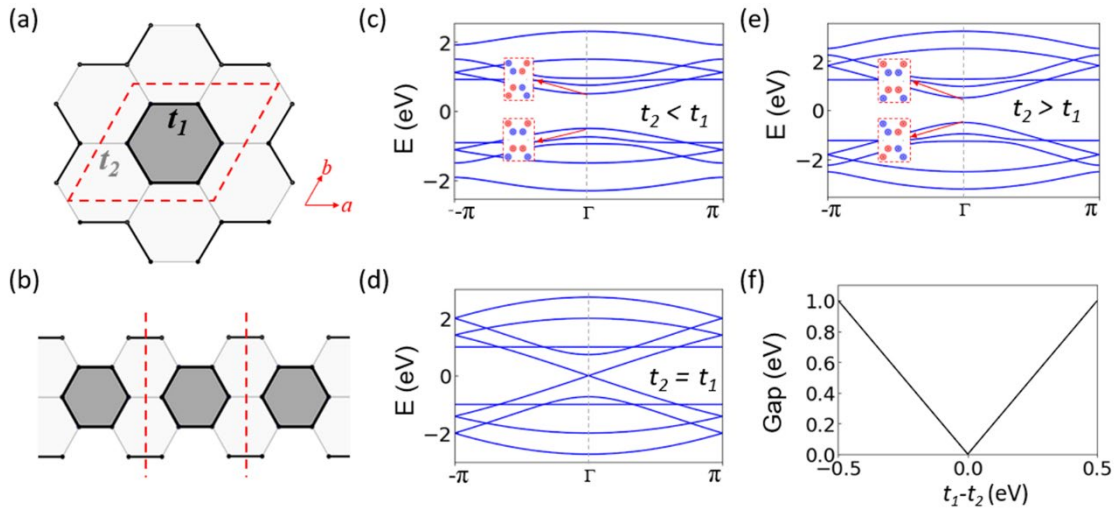 (a)
t₁
t₂
b
a
(b)
(c)
E (eV)
2
0
−2
t₂ < t₁
-−π
Γ
π
(d)
E (eV)
2
0
−2
t₂ = t₁
−π
Γ
π
(e)
E (eV)
2
0
−2
t₂ > t₁
−π
Γ
π
(f)
Gap (eV)
1.0
0.8
0.6
0.4
0.2
0.0
−0.5
0.0
0.5
t₁-t₂ (eV)